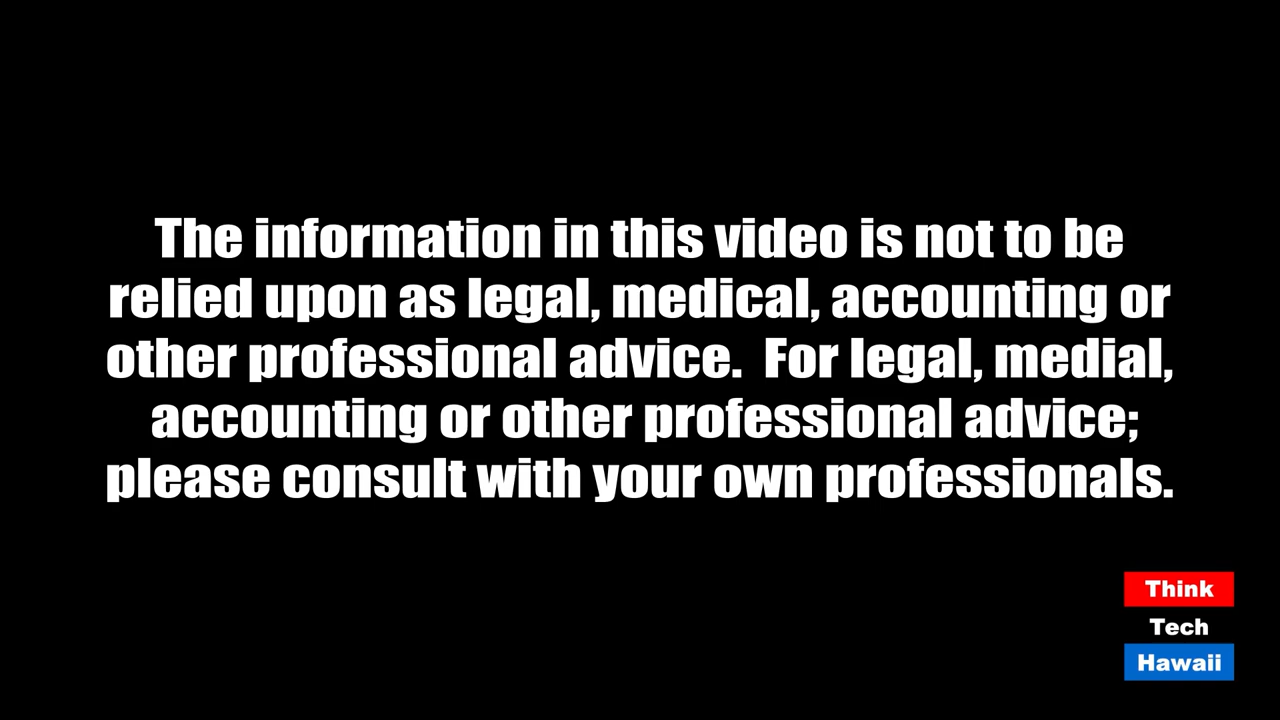 The information in this video is not to be
relied upon as legal, medical, accounting or
other professional advice.  For legal, medial,
accounting or other professional advice;
please consult with your own professionals.
Think
Tech
Hawaii